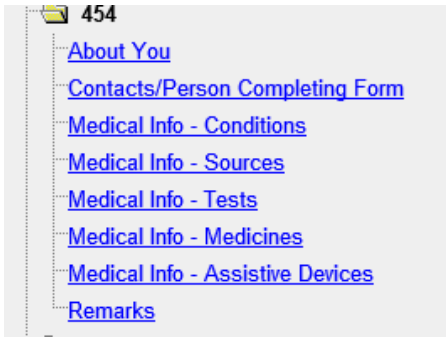 454
About You
Contacts/Person Completing Form
Medical Info - Conditions
Medical Info - Sources
Medical Info - Tests
Medical Info - Medicines
Medical Info - Assistive Devices
Remarks